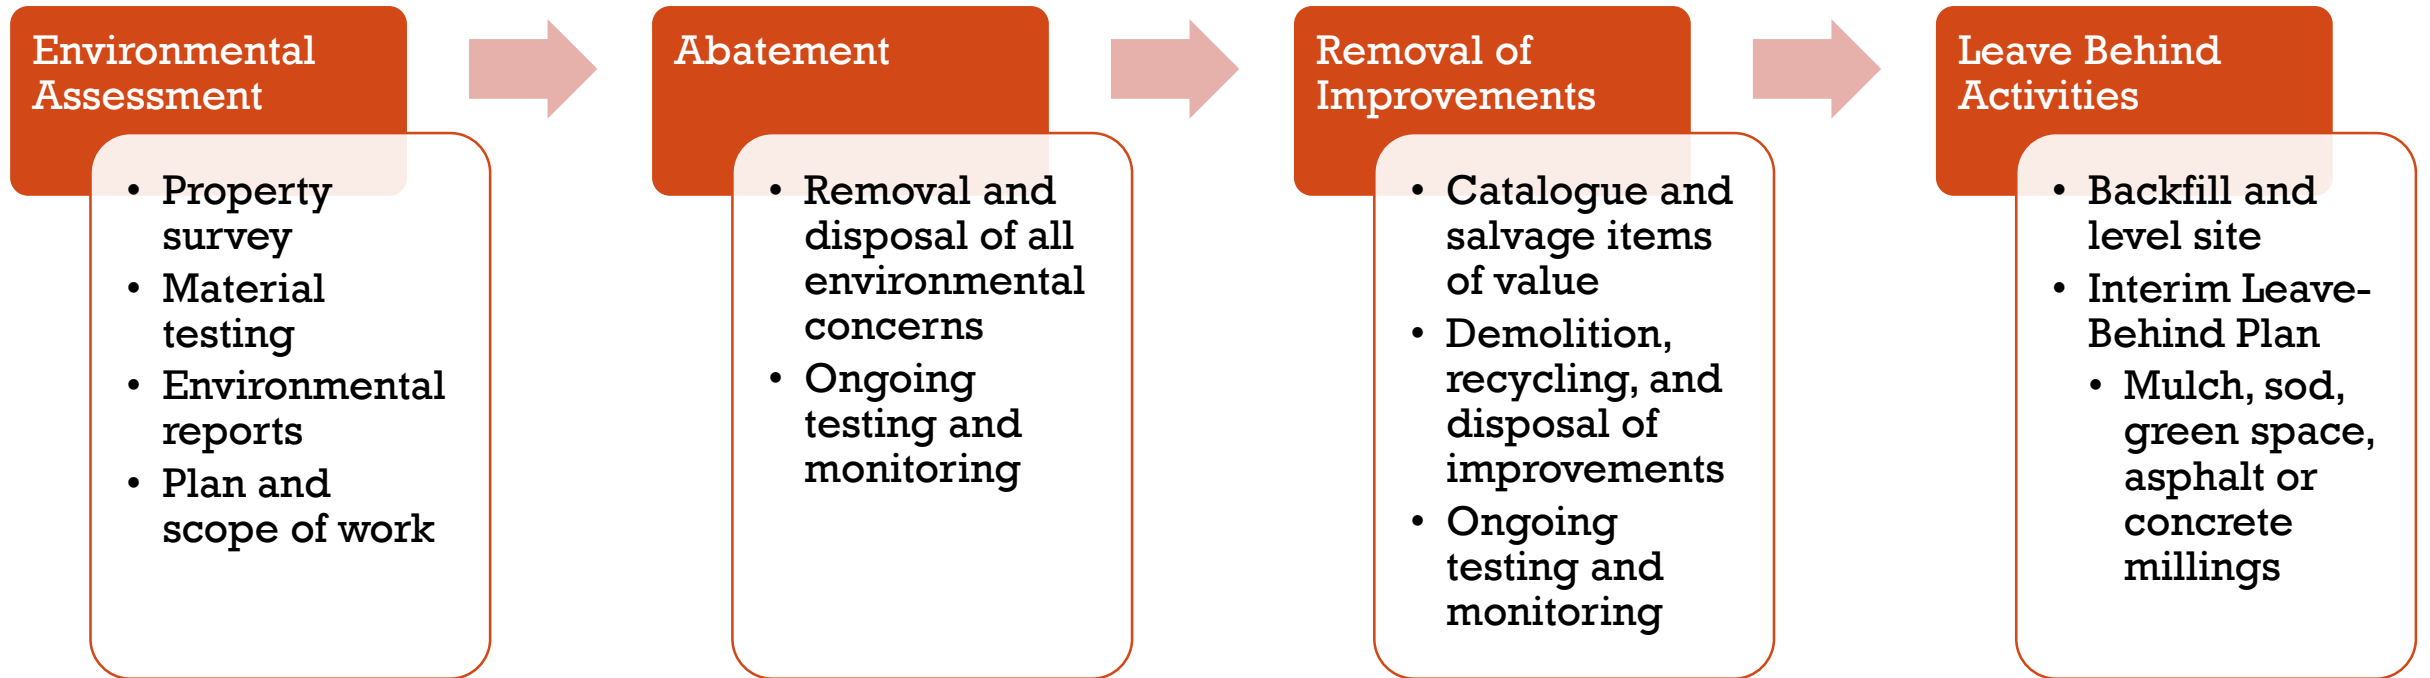 Environmental
Assessment
• Property
survey
• Material
testing
• Environmental
reports
• Plan and
scope of work
Abatement
• Removal and
disposal of all
environmental
concerns
• Ongoing
testing and
monitoring
Removal of
Improvements
• Catalogue and
salvage items
of value
• Demolition,
recycling, and
disposal of
improvements
• Ongoing
testing and
monitoring
Leave Behind
Activities
• Backfill and
level site
• Interim Leave-
Behind Plan
• Mulch, sod,
green space,
asphalt or
concrete
millings